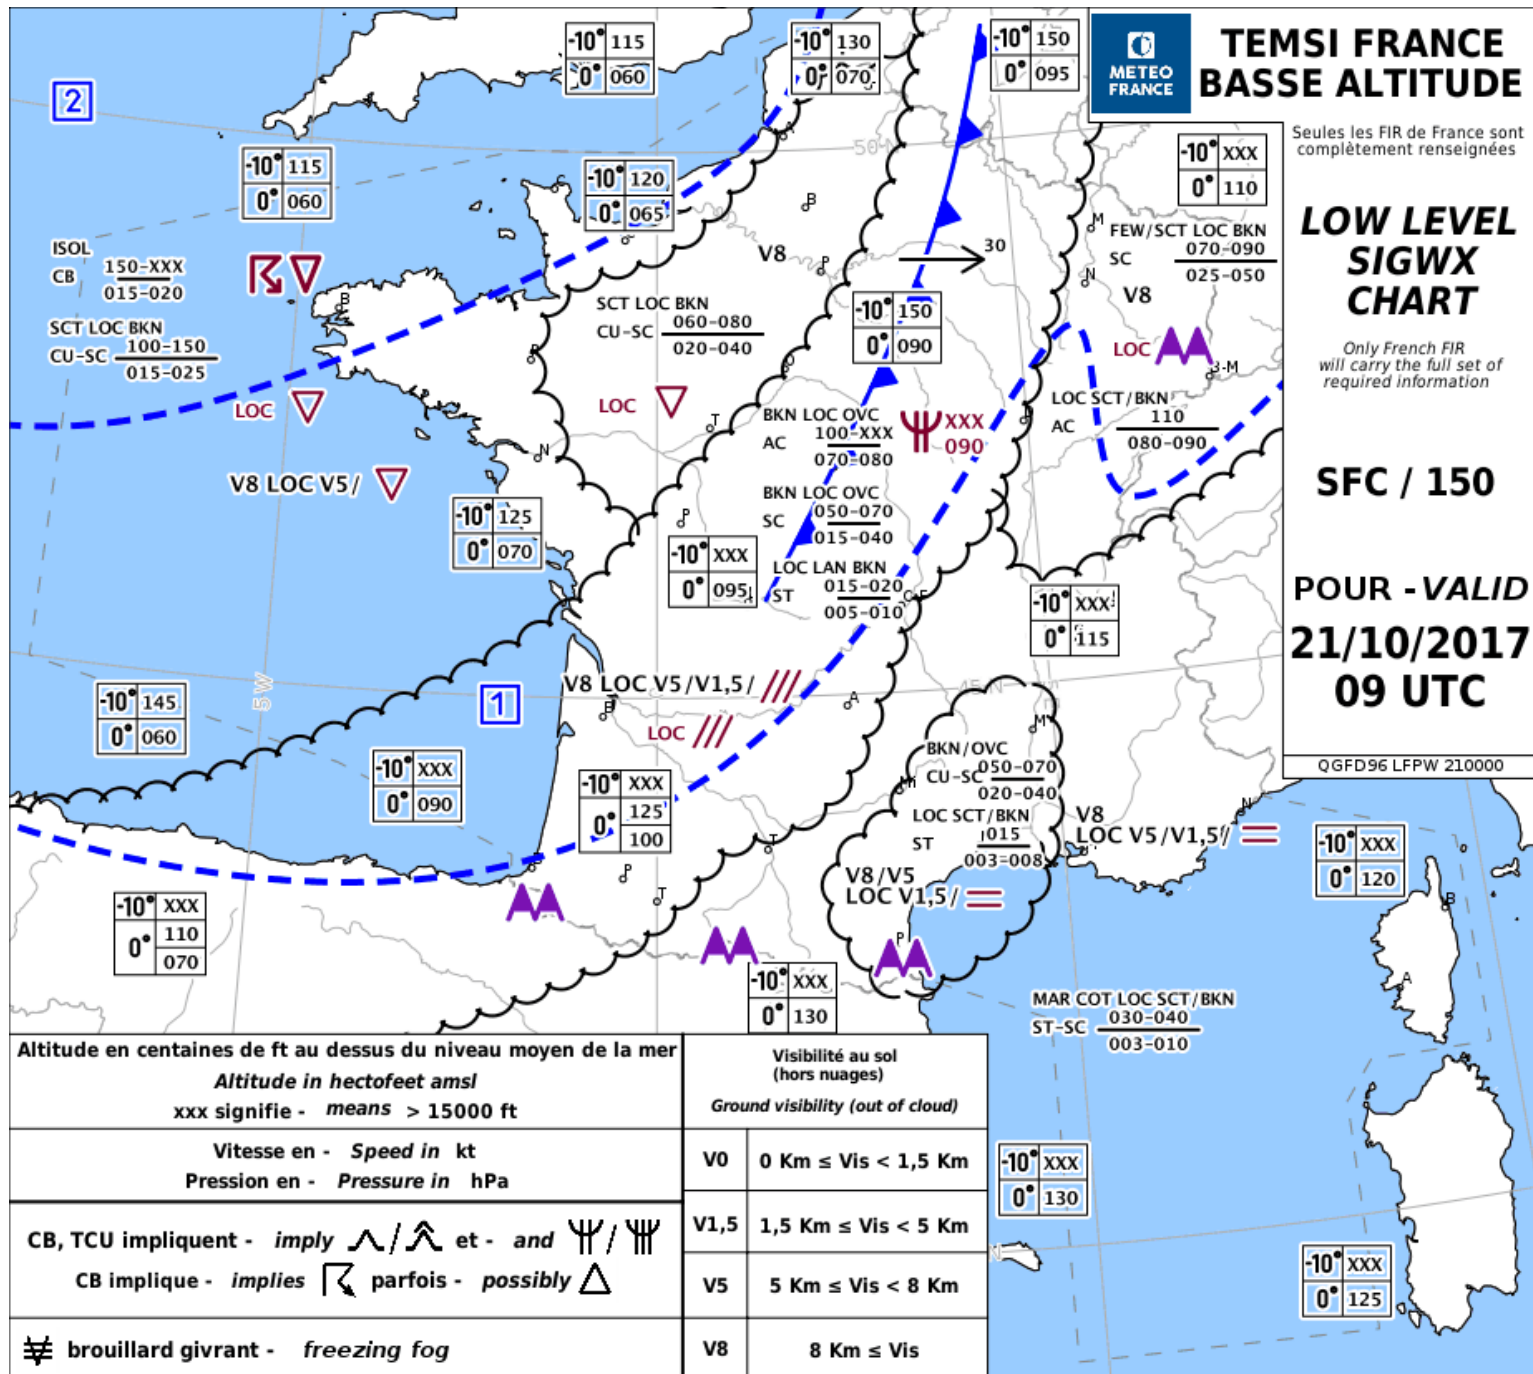 TEMSI FRANCE
BASSE ALTITUDE
METEO
FRANCE
Seules les FIR de France sont
complètement renseignées
LOW LEVEL
SIGWX
CHART
Only French FIR
will carry the full set of
required information
SFC / 150
POUR - VALID
21/10/2017
09 UTC
QGFD96 LFPW 210000
-10° 115
0° 060
-10° 130
0° 070
-10° 150
0° 095
2
50 N
-10° 115
0° 060
-10° 120
0° 065
-10° XXX
0° 110
A
C
B
C
P
V8
30
M
N
FEW/SCT LOC BKN
SC 070-090
025-050
V8
LOC
B-M
ISOL
CB 150-XXX
015-020
SCT LOC BKN
CU-SC 100-150
015-025
B
LOC
V8 LOC V5/
SCT LOC BKN
CU-SC 060-080
020-040
R
LOC
-10° 150
0° 090
O
T
N
BKN LOC OVC
AC 100-XXX
070-080
XXX
090
BKN LOC OVC
SC 050-070
015-040
LOC LAN BKN
ST 015-020
005-010
C-F
LOC SCT/BKN
AC 110
080-090
-10° 125
0° 070
P
-10° XXX
0° 095
L
-10° XXX
0° 115
5 W
45 N
1
-10° 145
0° 060
V8 LOC V5/V1,5/
B
LOC
A
-10° XXX
0° 090
-10° XXX
0° 125
100
M
BKN/OVC
CU-SC 050-070
020-040
M
LOC SCT/BKN
ST 015
003-008
V8/V5
LOC V1,5/
P
N
V8
LOC V5/V1,5/
M
-10° XXX
0° 120
B
A
B
P
T
T
-10° XXX
0° 110
070
-10° XXX
0° 130
MAR COT LOC SCT/BKN
ST-SC 030-040
003-010
-10° XXX
0° 130
N
-10° XXX
0° 125
Altitude en centaines de ft au dessus du niveau moyen de la mer
Altitude in hectofeet amsl
xxx signifie - means > 15000 ft
Vitesse en - Speed in kt
Pression en - Pressure in hPa
CB, TCU impliquent - imply / et - and /
CB implique - implies parfois - possibly
brouillard givrant - freezing fog
Visibilité au sol
(hors nuages)
Ground visibility (out of cloud)
V0 0 Km ≤ Vis < 1,5 Km
V1,5 1,5 Km ≤ Vis < 5 Km
V5 5 Km ≤ Vis < 8 Km
V8 8 Km ≤ Vis